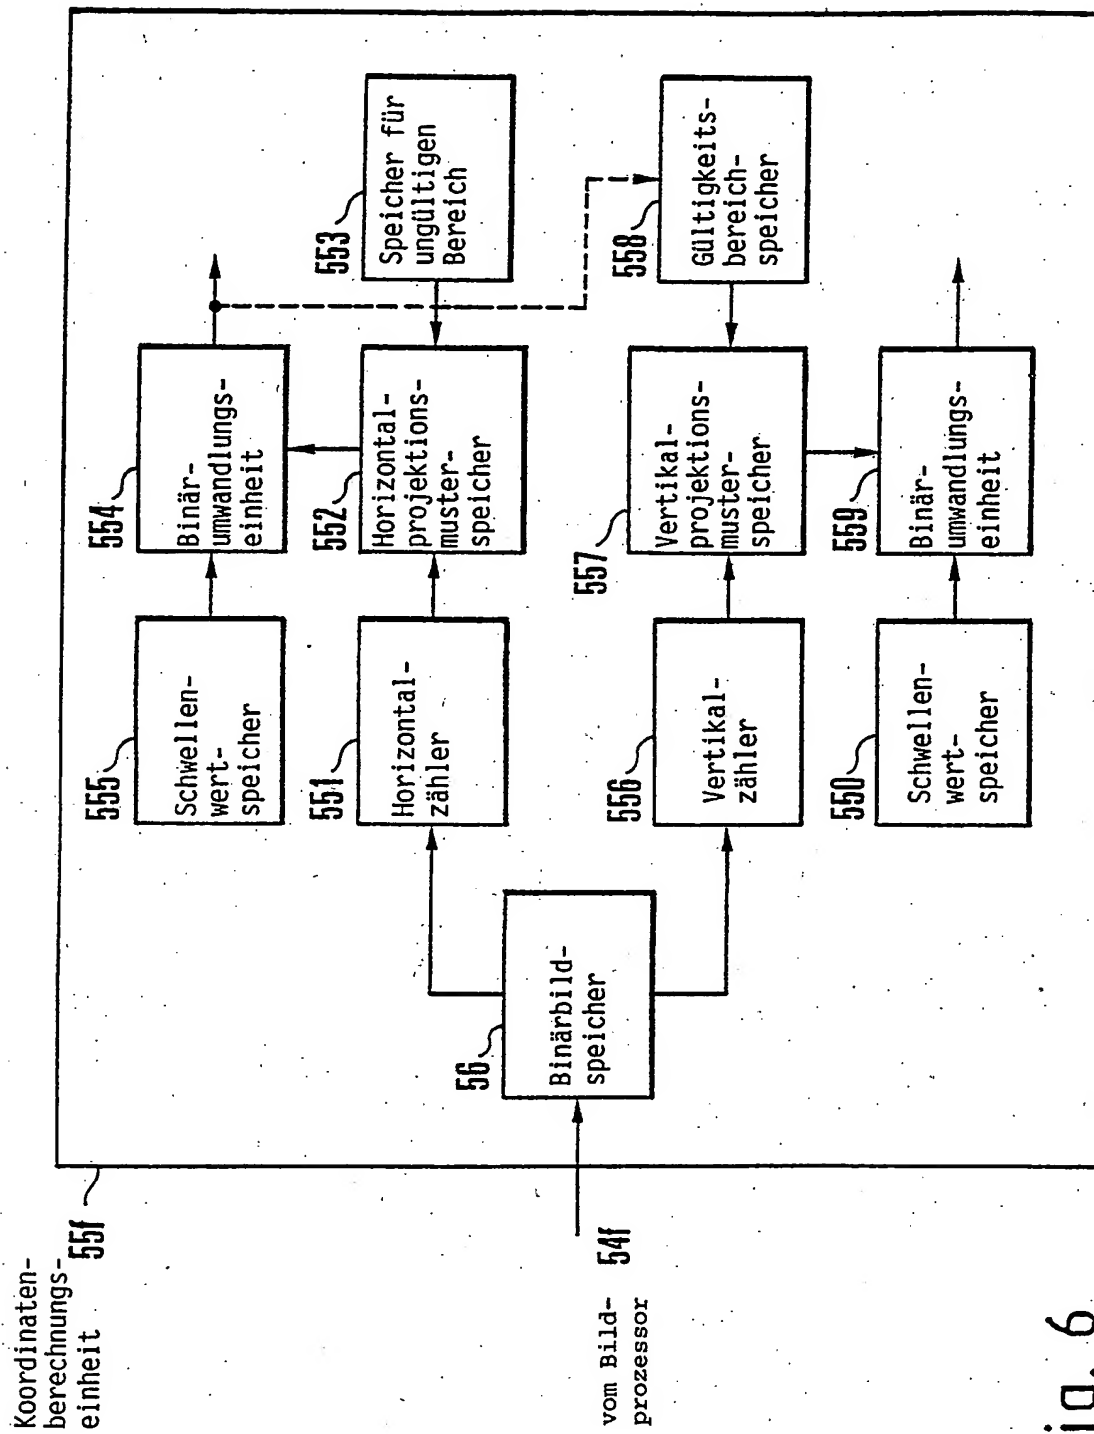 Koordinaten-
berechnungs-
einheit
55f
555
Schwellen-
wert-
speicher
554
Binär-
umwandlungs-
einheit
551
Horizontal-
zähler
552
Horizontal-
projektions-
muster-
speicher
553
Speicher für
ungültigen
Bereich
56
Binärbild-
speicher
vom Bild-
prozessor
54f
556
Vertikal-
zähler
557
Vertikal-
projektions-
muster-
speicher
558
Gültigkeits-
bereich-
speicher
550
Schwellen-
wert-
speicher
559
Binär-
umwandlungs-
einheit
ig. 6